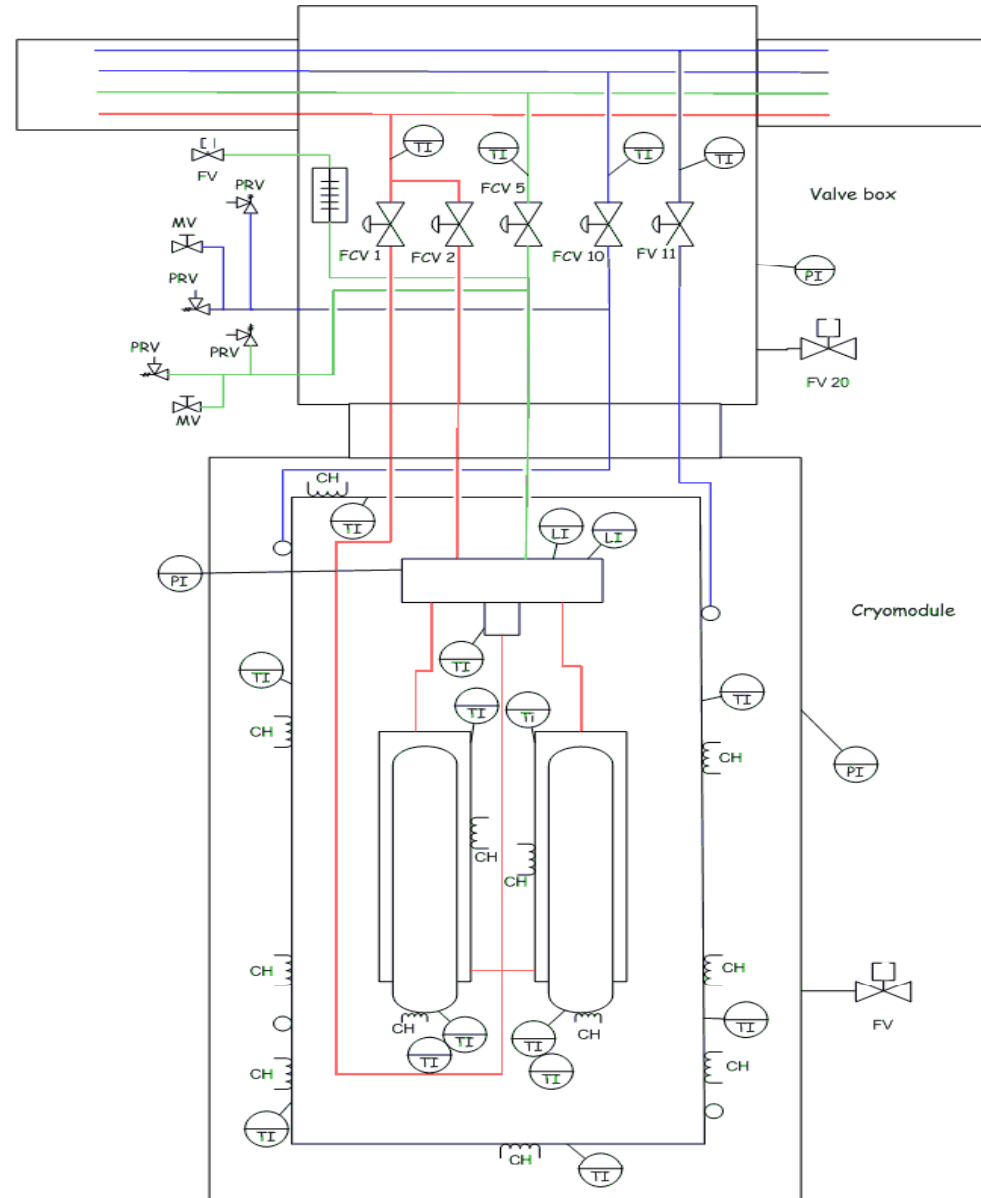 TI
TI
TI
TI
FV
PRV
FCV 5
Valve box
MV
FCV 1
FCV 2
FCV 10
FV 11
PI
PRV
PRV
PRV
FV 20
MV
CH
TI
LI
LI
PI
Cryomodule
TI
TI
TI
TI
Ti
CH
CH
PI
CH
CH
CH
CH
FV
TI
CH
TI
CH
TI
TI
TI
CH
CH
TI
CH
TI